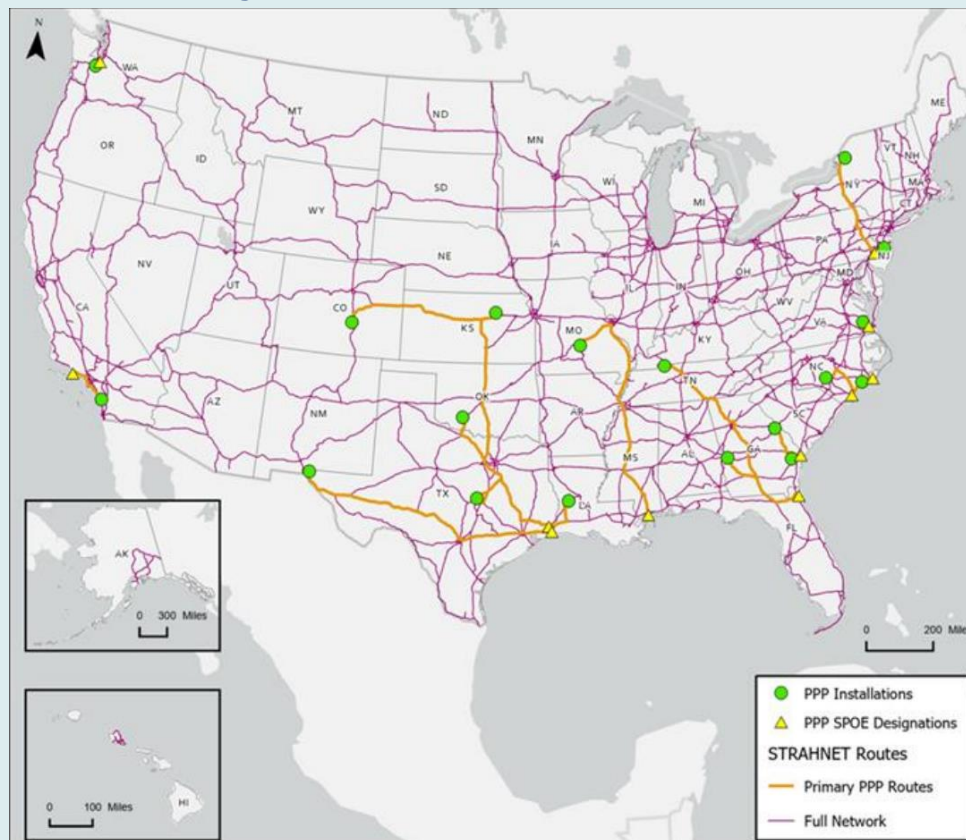 N
WA
MT
ND
MN
ME
OR
ID
SD
WI
MI
VT
NH
NY
MA
CT
WY
IA
PA
NE
NJ
NV
UT
OH
MD
IL
IN
WV
CA
CO
KS
MO
VA
KY
NC
TN
OK
AZ
NM
AR
SC
MS
AL
GA
TX
LA
FL
AK
0 300 Miles
0 200 Miles
HI
0 100 Miles
PPP Installations
PPP SPOE Designations
STRAHNET Routes
Primary PPP Routes
Full Network